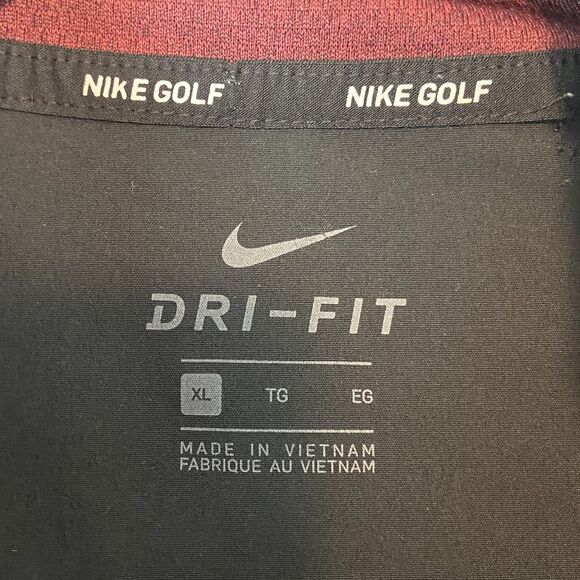 NIKE GOLF NIKE GOLF
DRI-FIT
XL TG EG
MADE IN VIETNAM
FABRIQUE AU VIETNAM